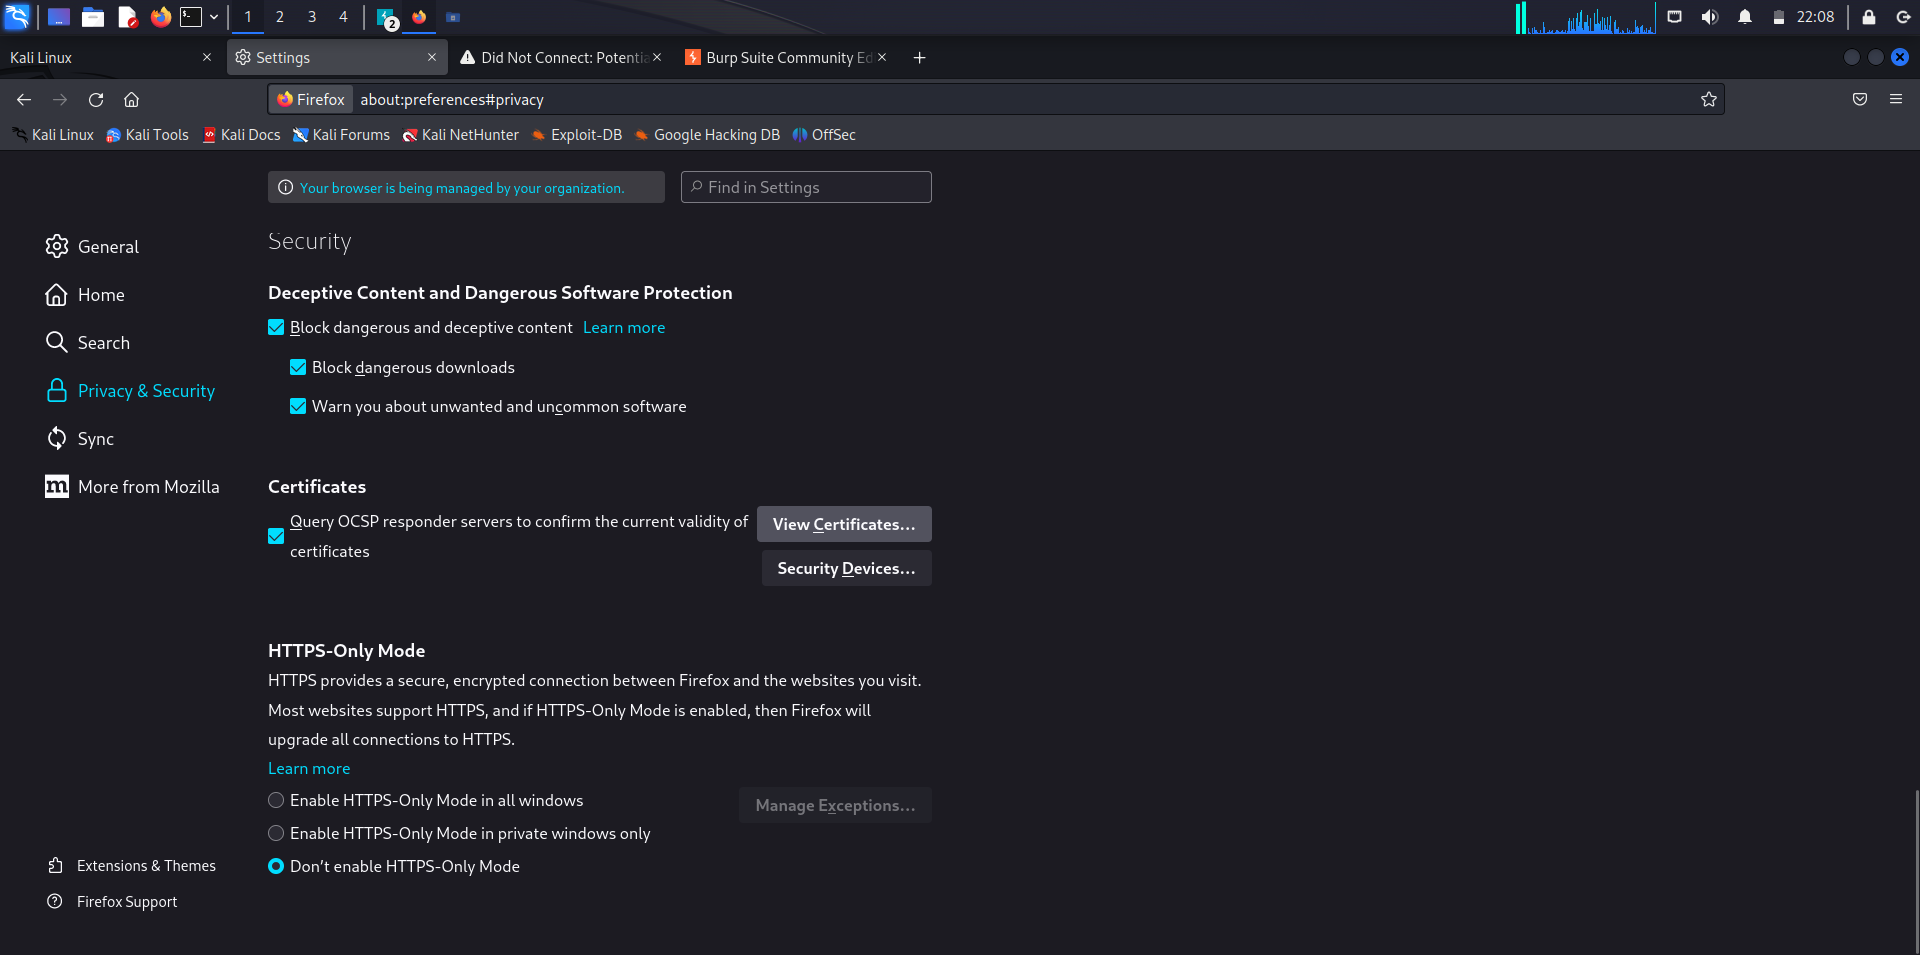 1 2 3 4 2 22:08
Kali Linux
Settings
Did Not Connect: Potentia
Burp Suite Community Ed
Firefox about:preferences#privacy
Kali Linux Kali Tools Kali Docs Kali Forums Kali NetHunter Exploit-DB Google Hacking DB OffSec
Your browser is being managed by your organization.
Find in Settings
General
Home
Search
Privacy & Security
Sync
m More from Mozilla
Extensions & Themes
Firefox Support
Security
Deceptive Content and Dangerous Software Protection
Block dangerous and deceptive content Learn more
Block dangerous downloads
Warn you about unwanted and uncommon software
Certificates
Query OCSP responder servers to confirm the current validity of
certificates
View Certificates...
Security Devices...
HTTPS-Only Mode
HTTPS provides a secure, encrypted connection between Firefox and the websites you visit.
Most websites support HTTPS, and if HTTPS-Only Mode is enabled, then Firefox will
upgrade all connections to HTTPS.
Learn more
Enable HTTPS-Only Mode in all windows
Manage Exceptions...
Enable HTTPS-Only Mode in private windows only
Don't enable HTTPS-Only Mode